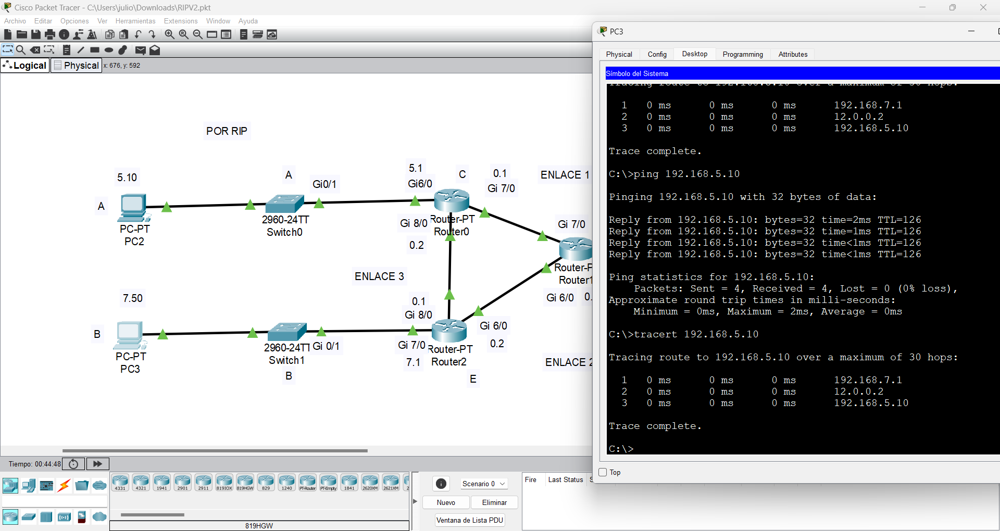 Cisco Packet Tracer - C:\Users\julio\Downloads\RIPV2.pkt
Archivo Editar Opciones Ver Herramientas Extensions Window Ayuda
Logical Physical x: 676, y: 592
POR RIP
5.10
A
Gi0/1
5.1
Gi6/0
C
0.1
Gi 7/0
ENLACE 1
A
PC-PT
PC2
2960-24TT
Switch0
Gi 8/0
Router-PT
Router0
0.2
Gi 7/0
Router-P
Router1
ENLACE 3
Gi 6/0
0.
7.50
0.1
Gi 8/0
B
PC-PT
PC3
2960-24TT
Switch1
B
Gi 0/1
Gi 7/0
7.1
Router-PT
Router2
E
Gi 6/0
0.2
ENLACE 2
PC3
Physical Config Desktop Programming Attributes
Símbolo del Sistema
Tracing route to 192.168.5.10 over a maximum of 30 hops:
1 0 ms 0 ms 0 ms 192.168.7.1
2 0 ms 0 ms 0 ms 12.0.0.2
3 0 ms 0 ms 0 ms 192.168.5.10
Trace complete.
C:\>ping 192.168.5.10
Pinging 192.168.5.10 with 32 bytes of data:
Reply from 192.168.5.10: bytes=32 time=2ms TTL=126
Reply from 192.168.5.10: bytes=32 time=1ms TTL=126
Reply from 192.168.5.10: bytes=32 time<1ms TTL=126
Reply from 192.168.5.10: bytes=32 time<1ms TTL=126
Ping statistics for 192.168.5.10:
Packets: Sent = 4, Received = 4, Lost = 0 (0% loss),
Approximate round trip times in milli-seconds:
Minimum = 0ms, Maximum = 2ms, Average = 0ms
C:\>tracert 192.168.5.10
Tracing route to 192.168.5.10 over a maximum of 30 hops:
1 0 ms 0 ms 0 ms 192.168.7.1
2 0 ms 0 ms 0 ms 12.0.0.2
3 0 ms 0 ms 0 ms 192.168.5.10
Trace complete.
C:\>
Top
Tiempo: 00:44:48
4331 4321 1941 2901 2911 819IOX 819HGW 829 1240 PT-Router PT-Empty 1841 2620XM 2621XM 2
819HGW
Scenario 0
Nuevo Eliminar
Ventana de Lista PDU
Fire Last Status S